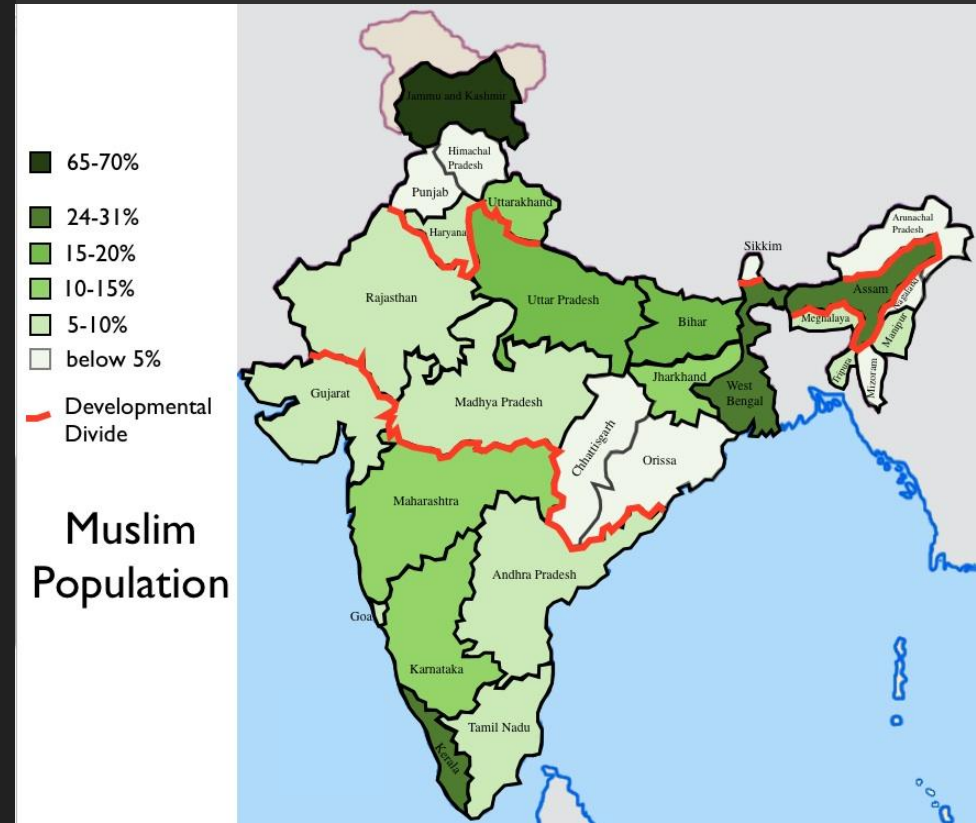 65-70%
24-31%
15-20%
10-15%
5-10%
below 5%
Developmental
Divide
Muslim
Population
Jammu and Kashmir
Himachal
Pradesh
Punjab
Uttarakhand
Haryana
Rajasthan
Uttar Pradesh
Bihar
Sikkim
Arunachal
Pradesh
Assam
Nagaland
Meghalaya
Manipur
Tripura
Mizoram
Gujarat
Madhya Pradesh
Jharkhand
West
Bengal
Chhattisgarh
Orissa
Maharashtra
Andhra Pradesh
Goa
Karnataka
Tamil Nadu
Kerala